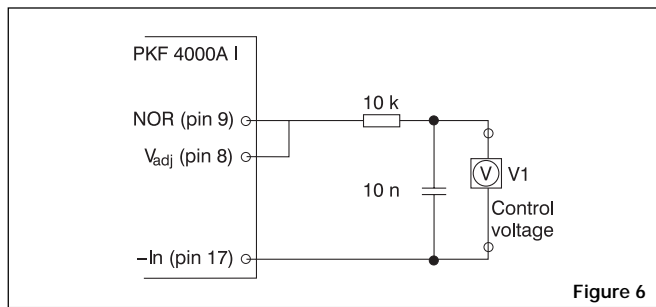 PKF 4000A I
NOR (pin 9)
V_adj (pin 8)
–In (pin 17)
10 k
10 n
V
V1
Control
voltage
Figure 6